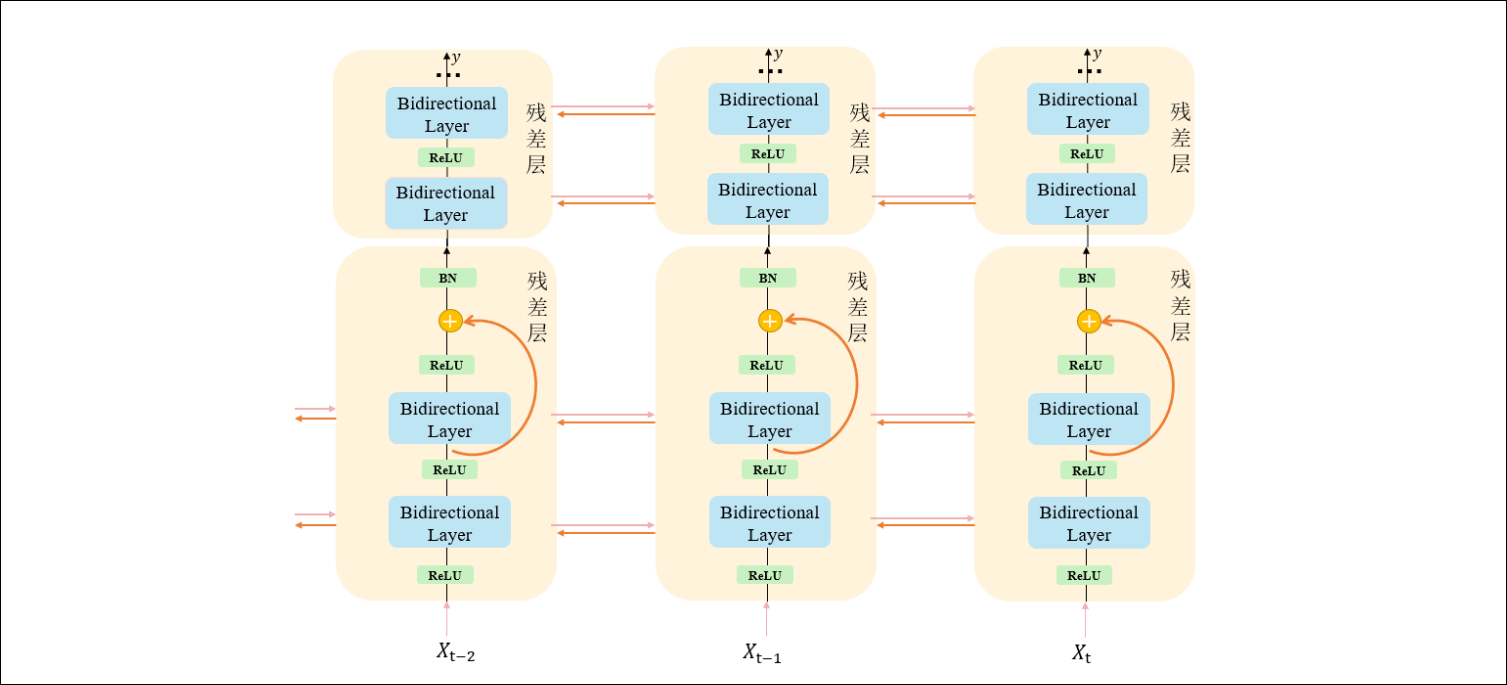 y
...
Bidirectional
Layer
ReLU
Bidirectional
Layer
残
差
层
y
...
Bidirectional
Layer
ReLU
Bidirectional
Layer
残
差
层
y
...
Bidirectional
Layer
ReLU
Bidirectional
Layer
残
差
层
BN
+
ReLU
Bidirectional
Layer
ReLU
Bidirectional
Layer
ReLU
残
差
层
BN
+
ReLU
Bidirectional
Layer
ReLU
Bidirectional
Layer
ReLU
残
差
层
BN
+
ReLU
Bidirectional
Layer
ReLU
Bidirectional
Layer
ReLU
残
差
层
X_{t−2}
X_{t−1}
X_t